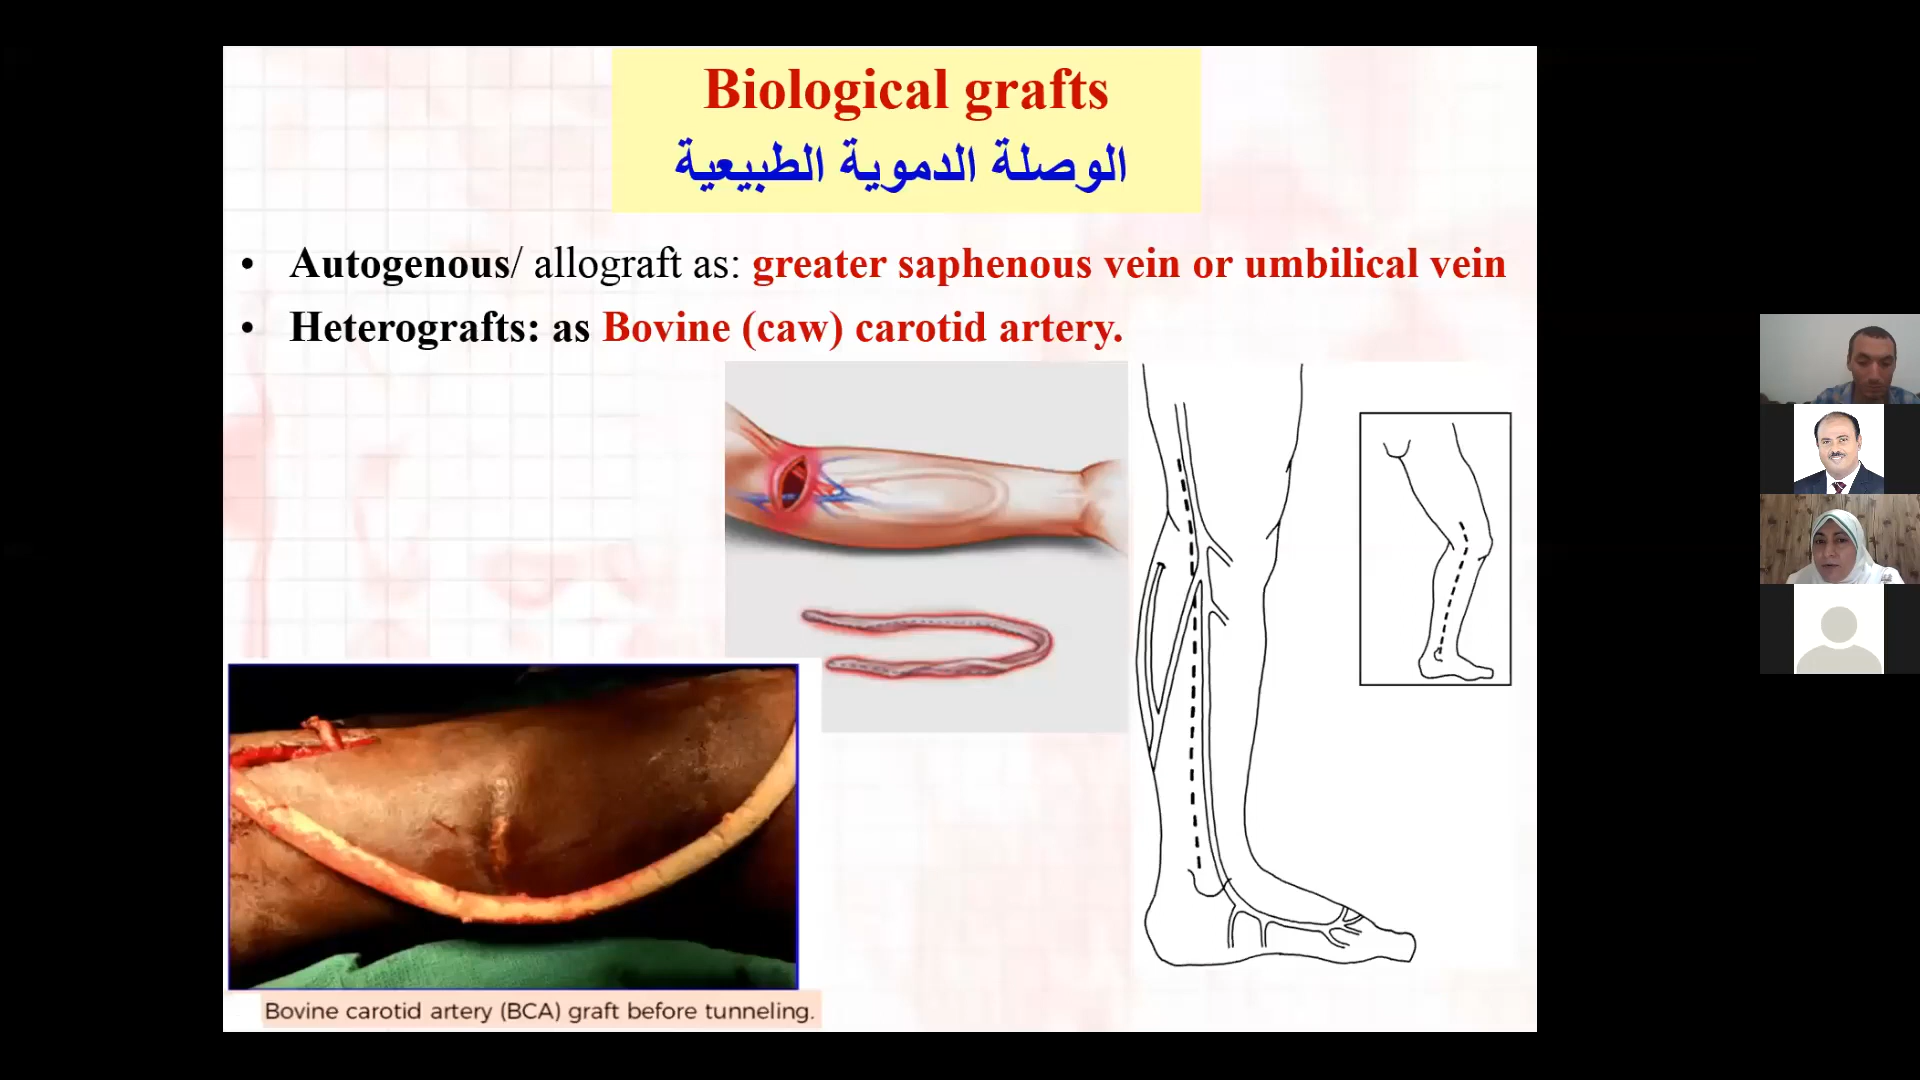 Biological grafts
الوصلة الدموية الطبيعية
• Autogenous/ allograft as: greater saphenous vein or umbilical vein
• Heterografts: as Bovine (caw) carotid artery.
Bovine carotid artery (BCA) graft before tunneling.